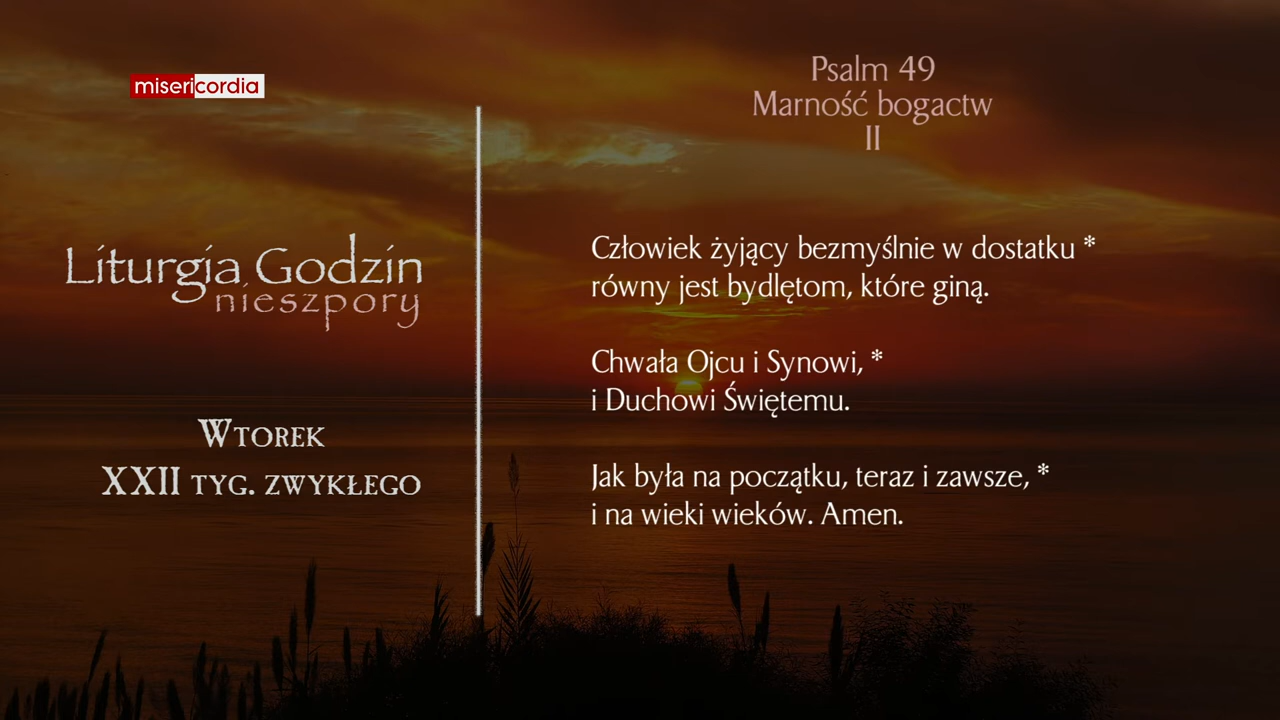 misericordia
Liturgia Godzin
nieszpory
Wtorek
XXII tyg. zwykłego
Psalm 49
Marność bogactw
II
Człowiek żyjący bezmyślnie w dostatku *
równy jest bydlętom, które giną.
Chwała Ojcu i Synowi, *
i Duchowi Świętemu.
Jak była na początku, teraz i zawsze, *
i na wieki wieków. Amen.